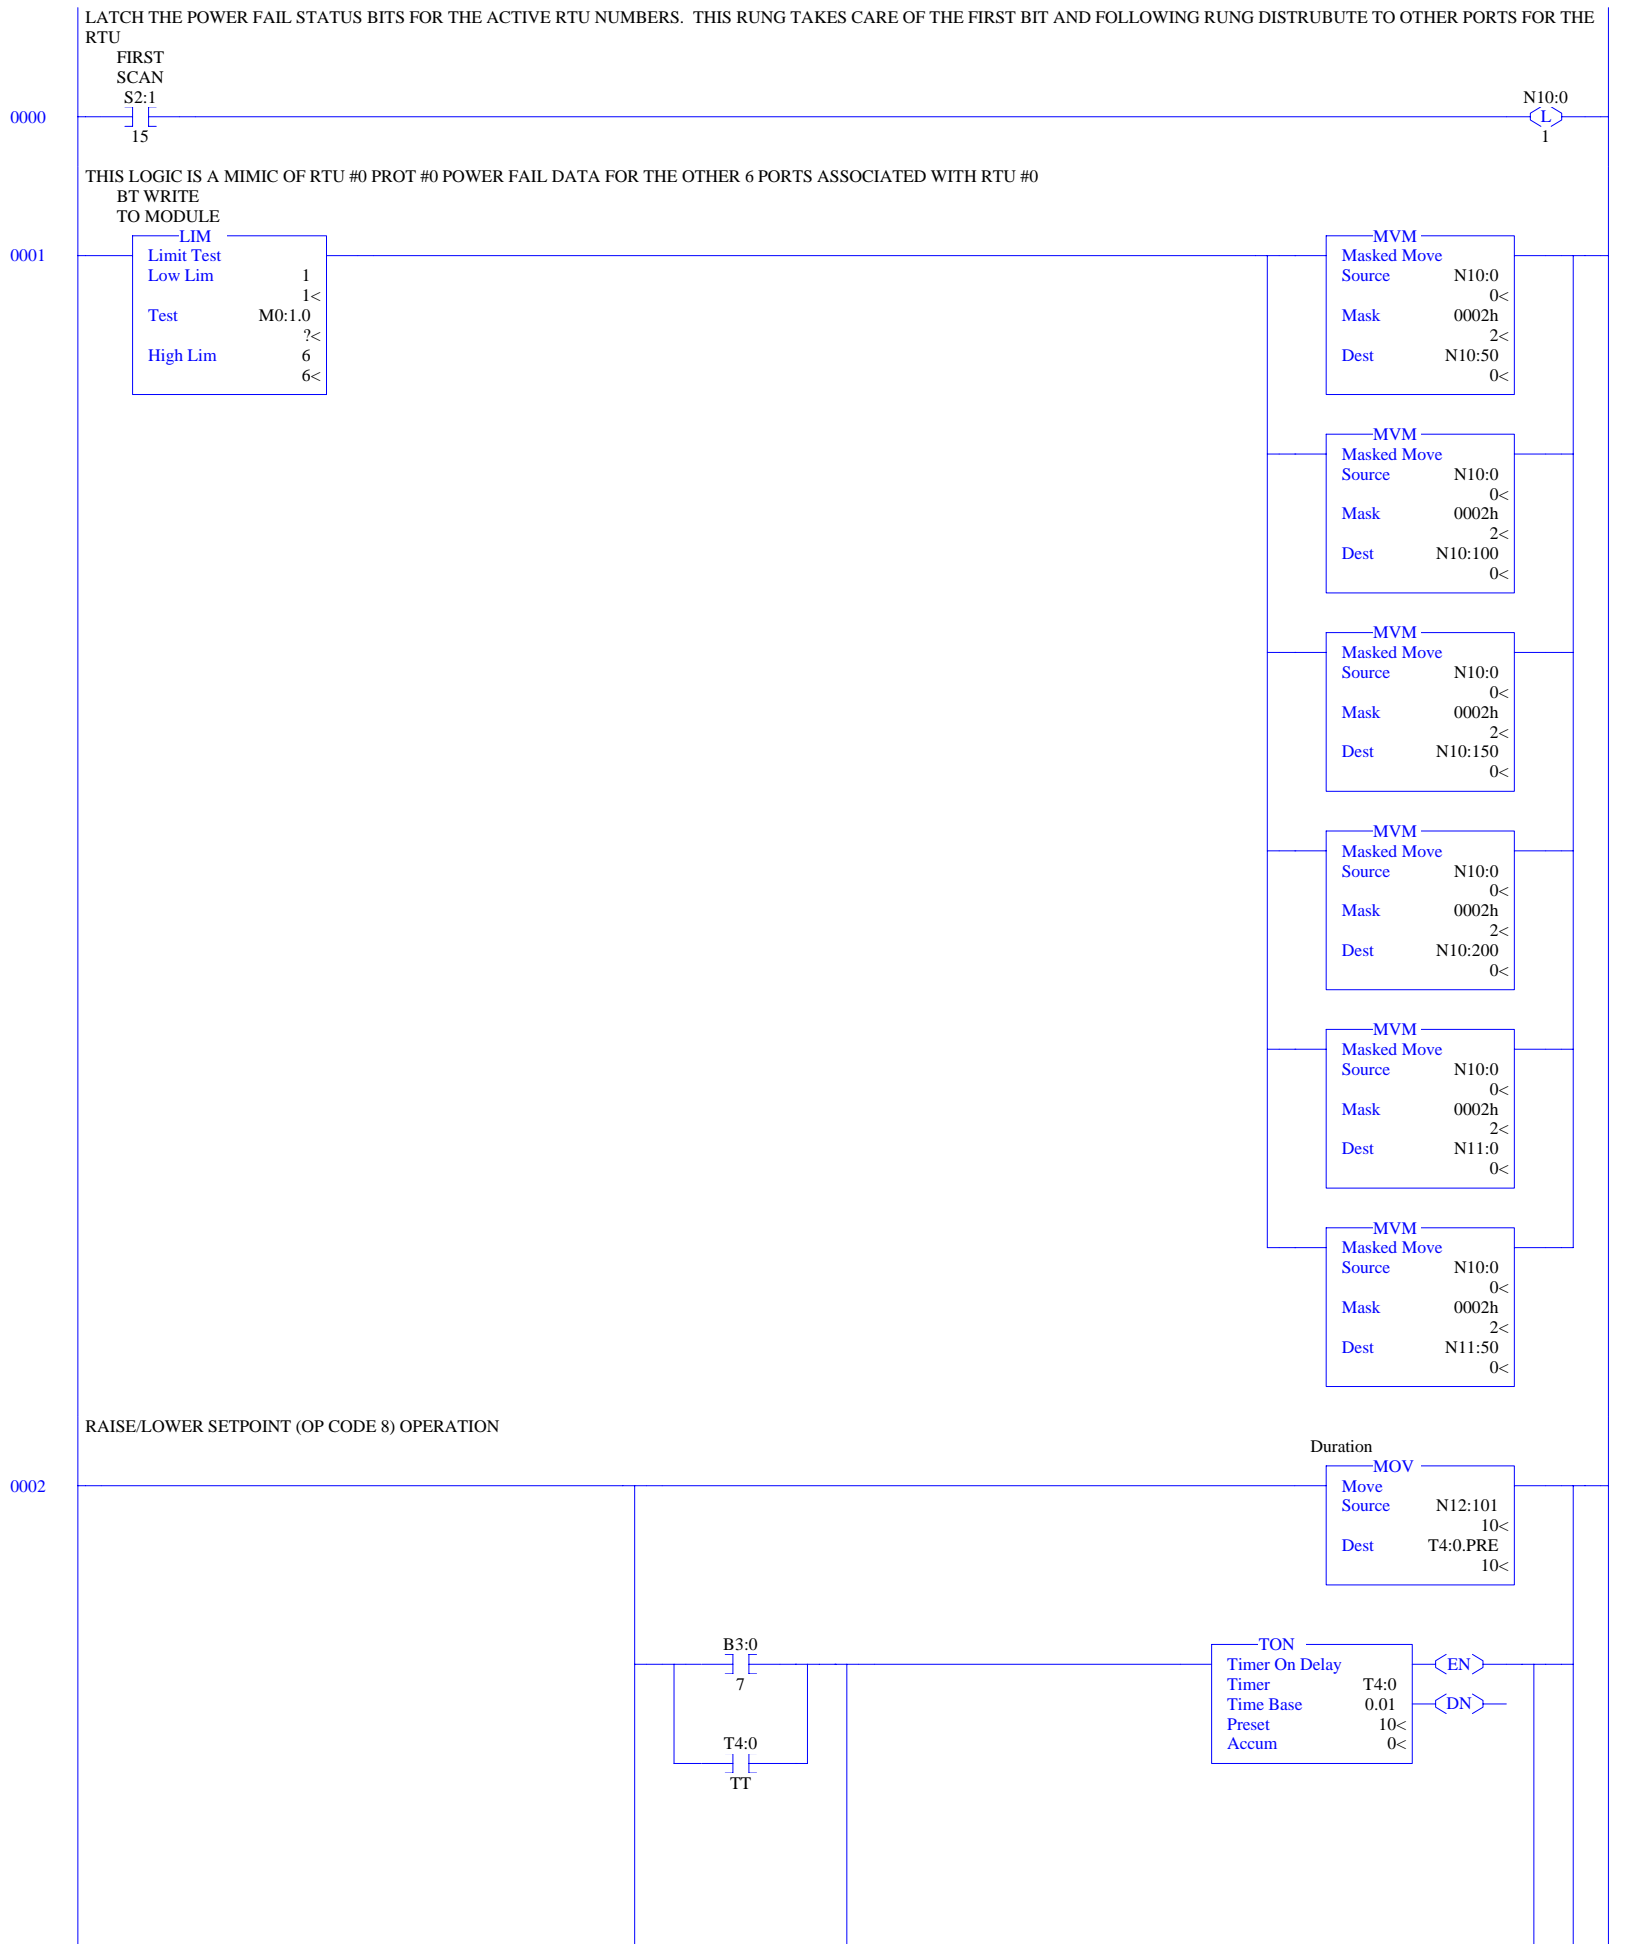 LATCH THE POWER FAIL STATUS BITS FOR THE ACTIVE RTU NUMBERS.  THIS RUNG TAKES CARE OF THE FIRST BIT AND FOLLOWING RUNG DISTRUBUTE TO OTHER PORTS FOR THE
RTU
FIRST
SCAN
S2:1
N10:0
0000
L
15
1
THIS LOGIC IS A MIMIC OF RTU #0 PROT #0 POWER FAIL DATA FOR THE OTHER 6 PORTS ASSOCIATED WITH RTU #0
BT WRITE
TO MODULE
0001
LIM
Limit Test
Low Lim 1
1<
Test M0:1.0
?<
High Lim 6
6<
MVM
Masked Move
Source N10:0
0<
Mask 0002h
2<
Dest N10:50
0<
MVM
Masked Move
Source N10:0
0<
Mask 0002h
2<
Dest N10:100
0<
MVM
Masked Move
Source N10:0
0<
Mask 0002h
2<
Dest N10:150
0<
MVM
Masked Move
Source N10:0
0<
Mask 0002h
2<
Dest N10:200
0<
MVM
Masked Move
Source N10:0
0<
Mask 0002h
2<
Dest N11:0
0<
MVM
Masked Move
Source N10:0
0<
Mask 0002h
2<
Dest N11:50
0<
RAISE/LOWER SETPOINT (OP CODE 8) OPERATION
0002
Duration
MOV
Move
Source N12:101
10<
Dest T4:0.PRE
10<
B3:0
7
T4:0
TT
TON
Timer On Delay
Timer T4:0
Time Base 0.01
Preset 10<
Accum 0<
EN
DN